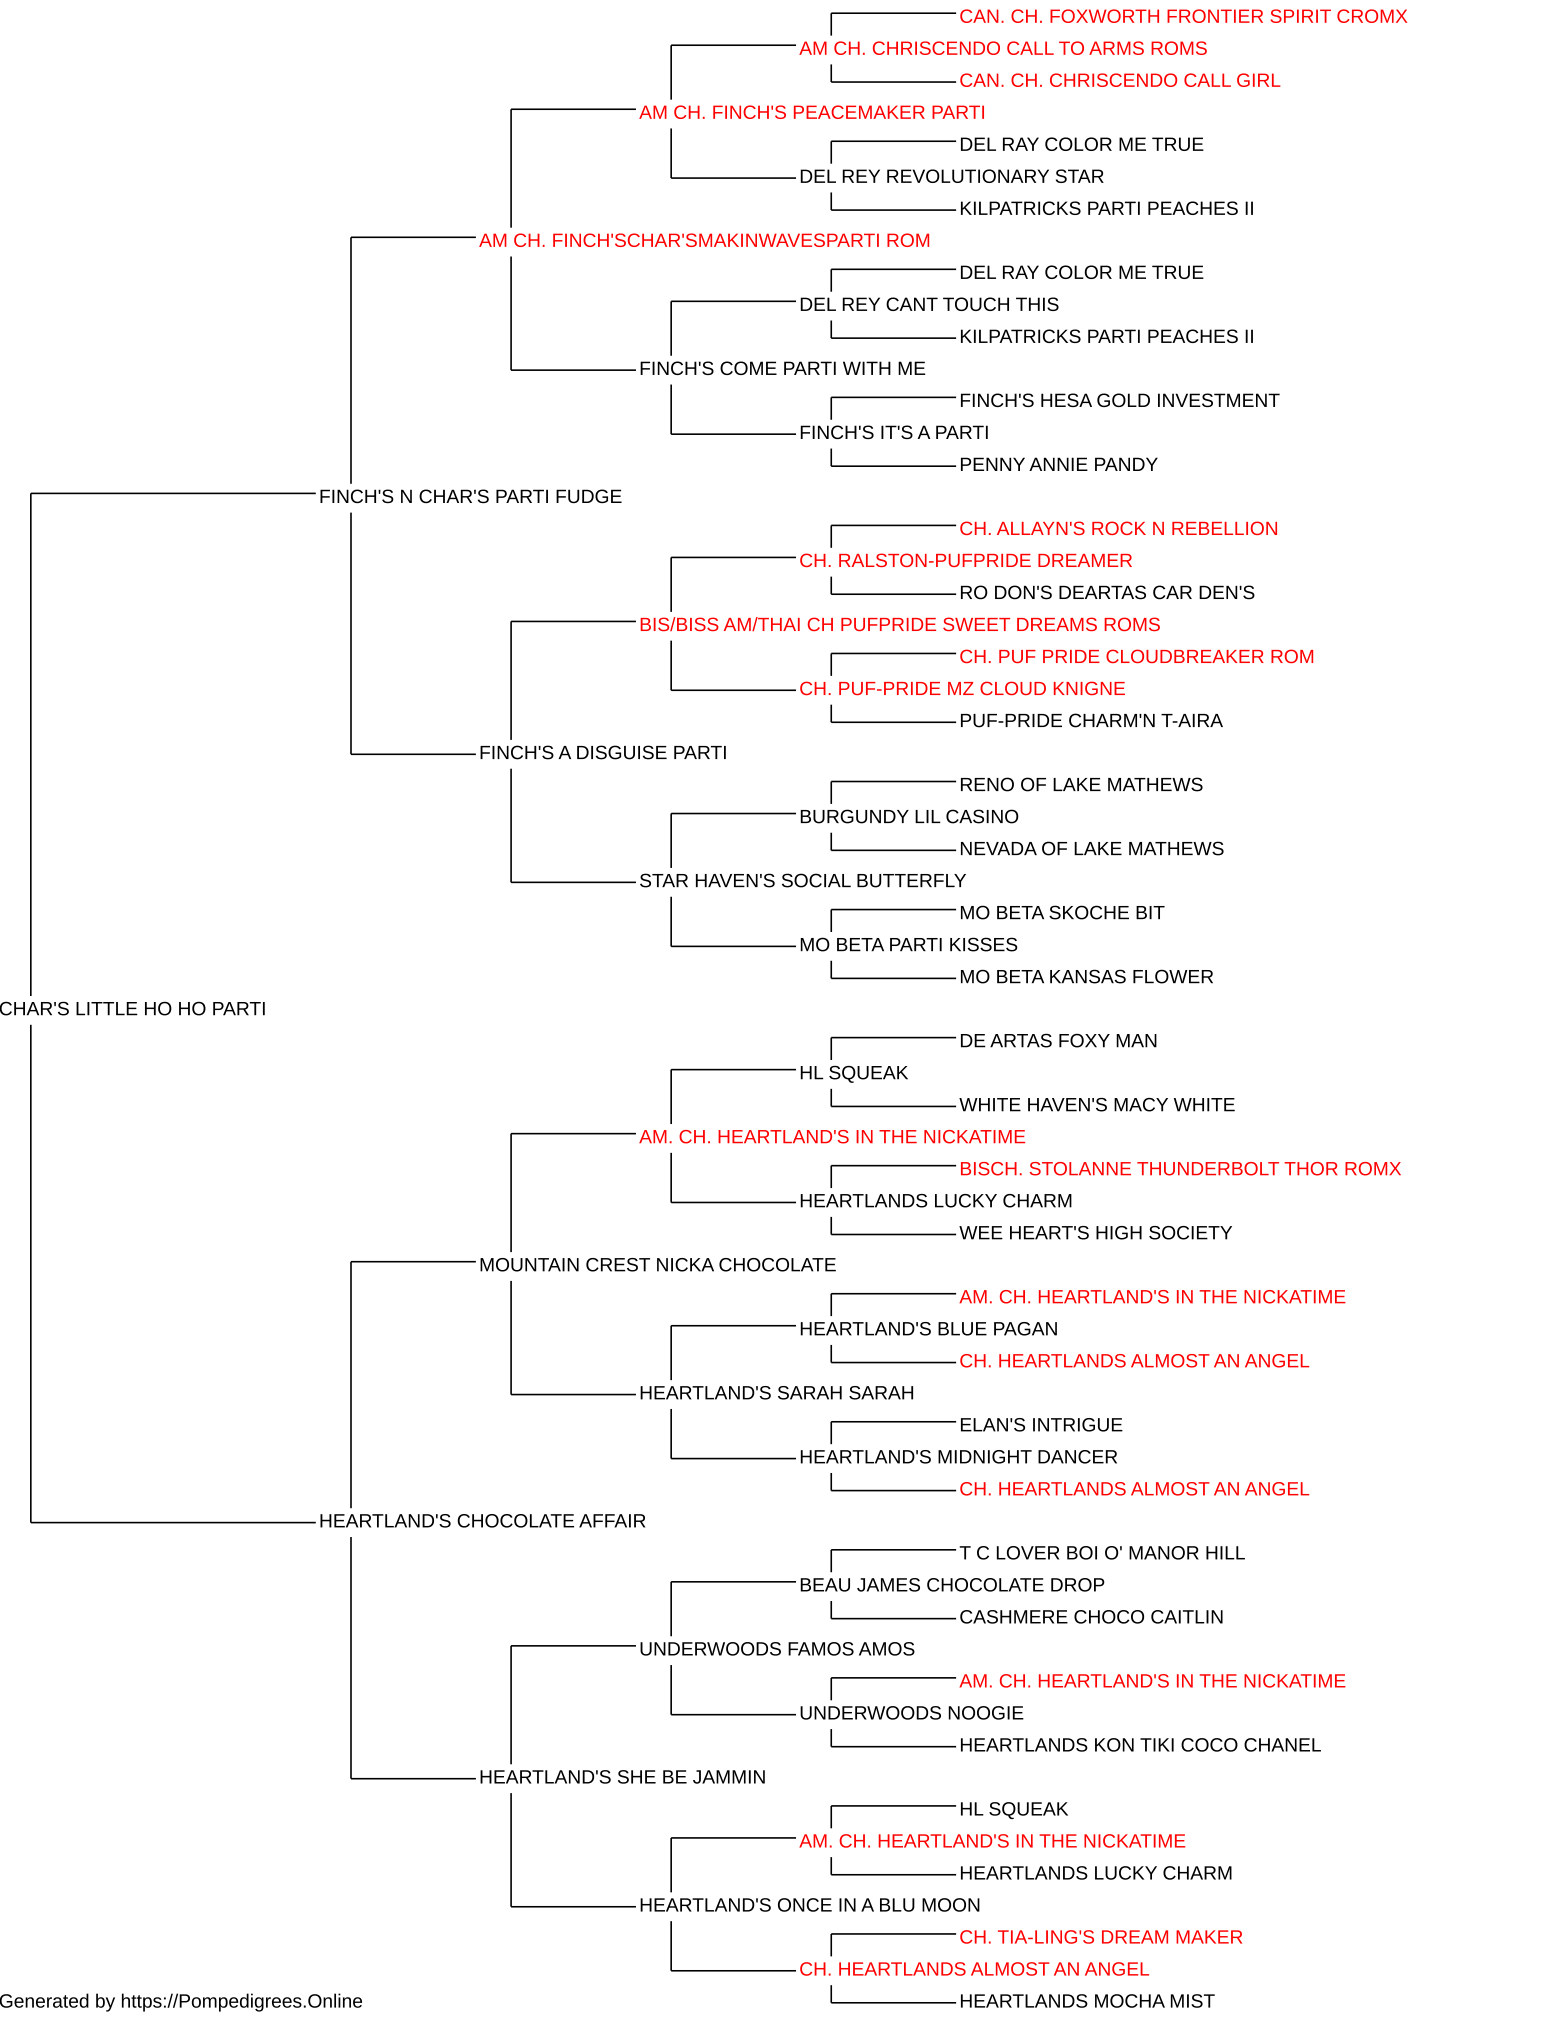 CAN. CH. FOXWORTH FRONTIER SPIRIT CROMX
AM CH. CHRISCENDO CALL TO ARMS ROMS
CAN. CH. CHRISCENDO CALL GIRL
AM CH. FINCH'S PEACEMAKER PARTI
DEL RAY COLOR ME TRUE
DEL REY REVOLUTIONARY STAR
KILPATRICKS PARTI PEACHES II
AM CH. FINCH'SCHAR'SMAKINWAVESPARTI ROM
DEL RAY COLOR ME TRUE
DEL REY CANT TOUCH THIS
KILPATRICKS PARTI PEACHES II
FINCH'S COME PARTI WITH ME
FINCH'S HESA GOLD INVESTMENT
FINCH'S IT'S A PARTI
PENNY ANNIE PANDY
FINCH'S N CHAR'S PARTI FUDGE
CH. ALLAYN'S ROCK N REBELLION
CH. RALSTON-PUFPRIDE DREAMER
RO DON'S DEARTAS CAR DEN'S
BIS/BISS AM/THAI CH PUFPRIDE SWEET DREAMS ROMS
CH. PUF PRIDE CLOUDBREAKER ROM
CH. PUF-PRIDE MZ CLOUD KNIGNE
PUF-PRIDE CHARM'N T-AIRA
FINCH'S A DISGUISE PARTI
RENO OF LAKE MATHEWS
BURGUNDY LIL CASINO
NEVADA OF LAKE MATHEWS
STAR HAVEN'S SOCIAL BUTTERFLY
MO BETA SKOCHE BIT
MO BETA PARTI KISSES
MO BETA KANSAS FLOWER
CHAR'S LITTLE HO HO PARTI
DE ARTAS FOXY MAN
HL SQUEAK
WHITE HAVEN'S MACY WHITE
AM. CH. HEARTLAND'S IN THE NICKATIME
BISCH. STOLANNE THUNDERBOLT THOR ROMX
HEARTLANDS LUCKY CHARM
WEE HEART'S HIGH SOCIETY
MOUNTAIN CREST NICKA CHOCOLATE
AM. CH. HEARTLAND'S IN THE NICKATIME
HEARTLAND'S BLUE PAGAN
CH. HEARTLANDS ALMOST AN ANGEL
HEARTLAND'S SARAH SARAH
ELAN'S INTRIGUE
HEARTLAND'S MIDNIGHT DANCER
CH. HEARTLANDS ALMOST AN ANGEL
HEARTLAND'S CHOCOLATE AFFAIR
T C LOVER BOI O' MANOR HILL
BEAU JAMES CHOCOLATE DROP
CASHMERE CHOCO CAITLIN
UNDERWOODS FAMOS AMOS
AM. CH. HEARTLAND'S IN THE NICKATIME
UNDERWOODS NOOGIE
HEARTLANDS KON TIKI COCO CHANEL
HEARTLAND'S SHE BE JAMMIN
HL SQUEAK
AM. CH. HEARTLAND'S IN THE NICKATIME
HEARTLANDS LUCKY CHARM
HEARTLAND'S ONCE IN A BLU MOON
CH. TIA-LING'S DREAM MAKER
CH. HEARTLANDS ALMOST AN ANGEL
HEARTLANDS MOCHA MIST
Generated by https://Pompedigrees.Online